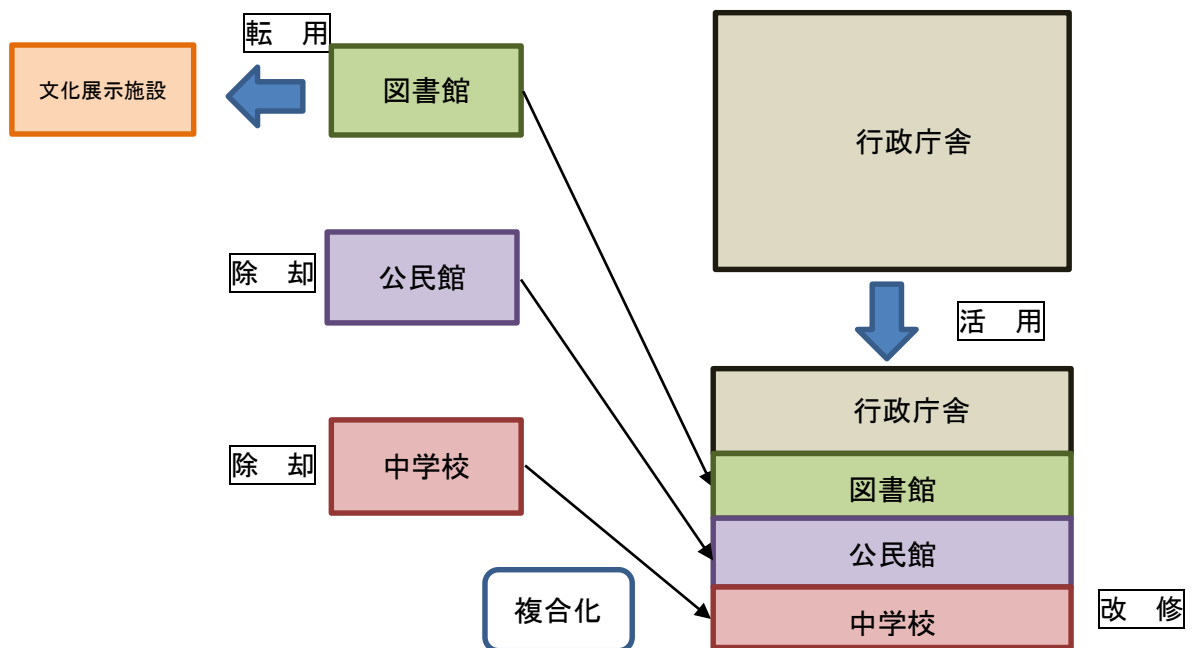 転　用
文化展示施設
図書館
行政庁舎
除　却
公民館
活　用
行政庁舎
除　却
中学校
図書館
公民館
複合化
中学校
改　修